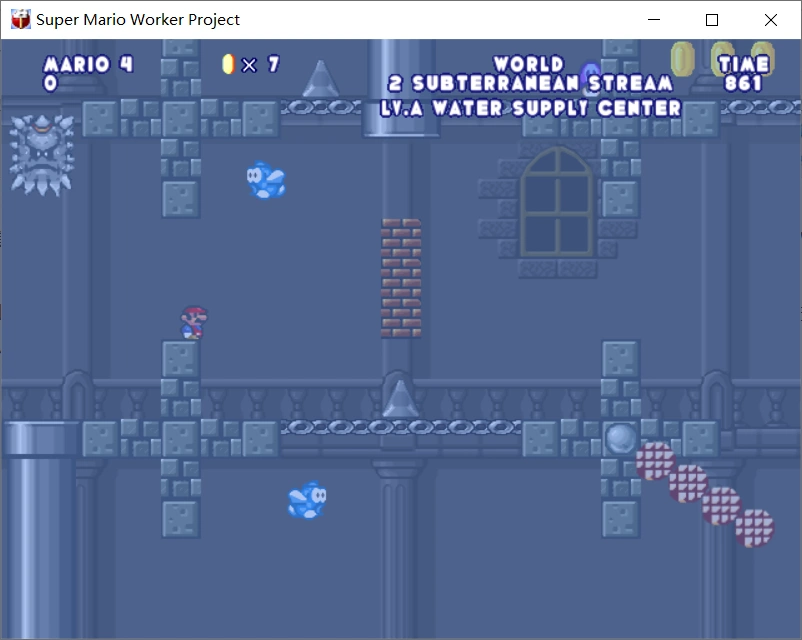 Super Mario Worker Project
MARIO 4
0
× 7
WORLD
2 SUBTERRANEAN STREAM
LV.A WATER SUPPLY CENTER
TIME
861